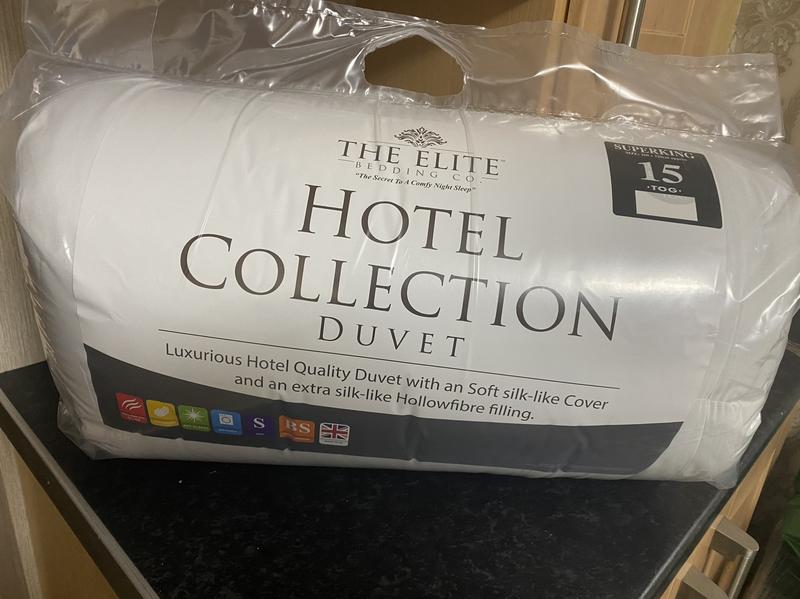 THE ELITE™
BEDDING CO.
"The Secret To A Comfy Night Sleep"
HOTEL
COLLECTION
DUVET
Luxurious Hotel Quality Duvet with an Soft silk-like Cover
and an extra silk-like Hollowfibre filling.
SUPERKING
15
·TOG·
S
BS